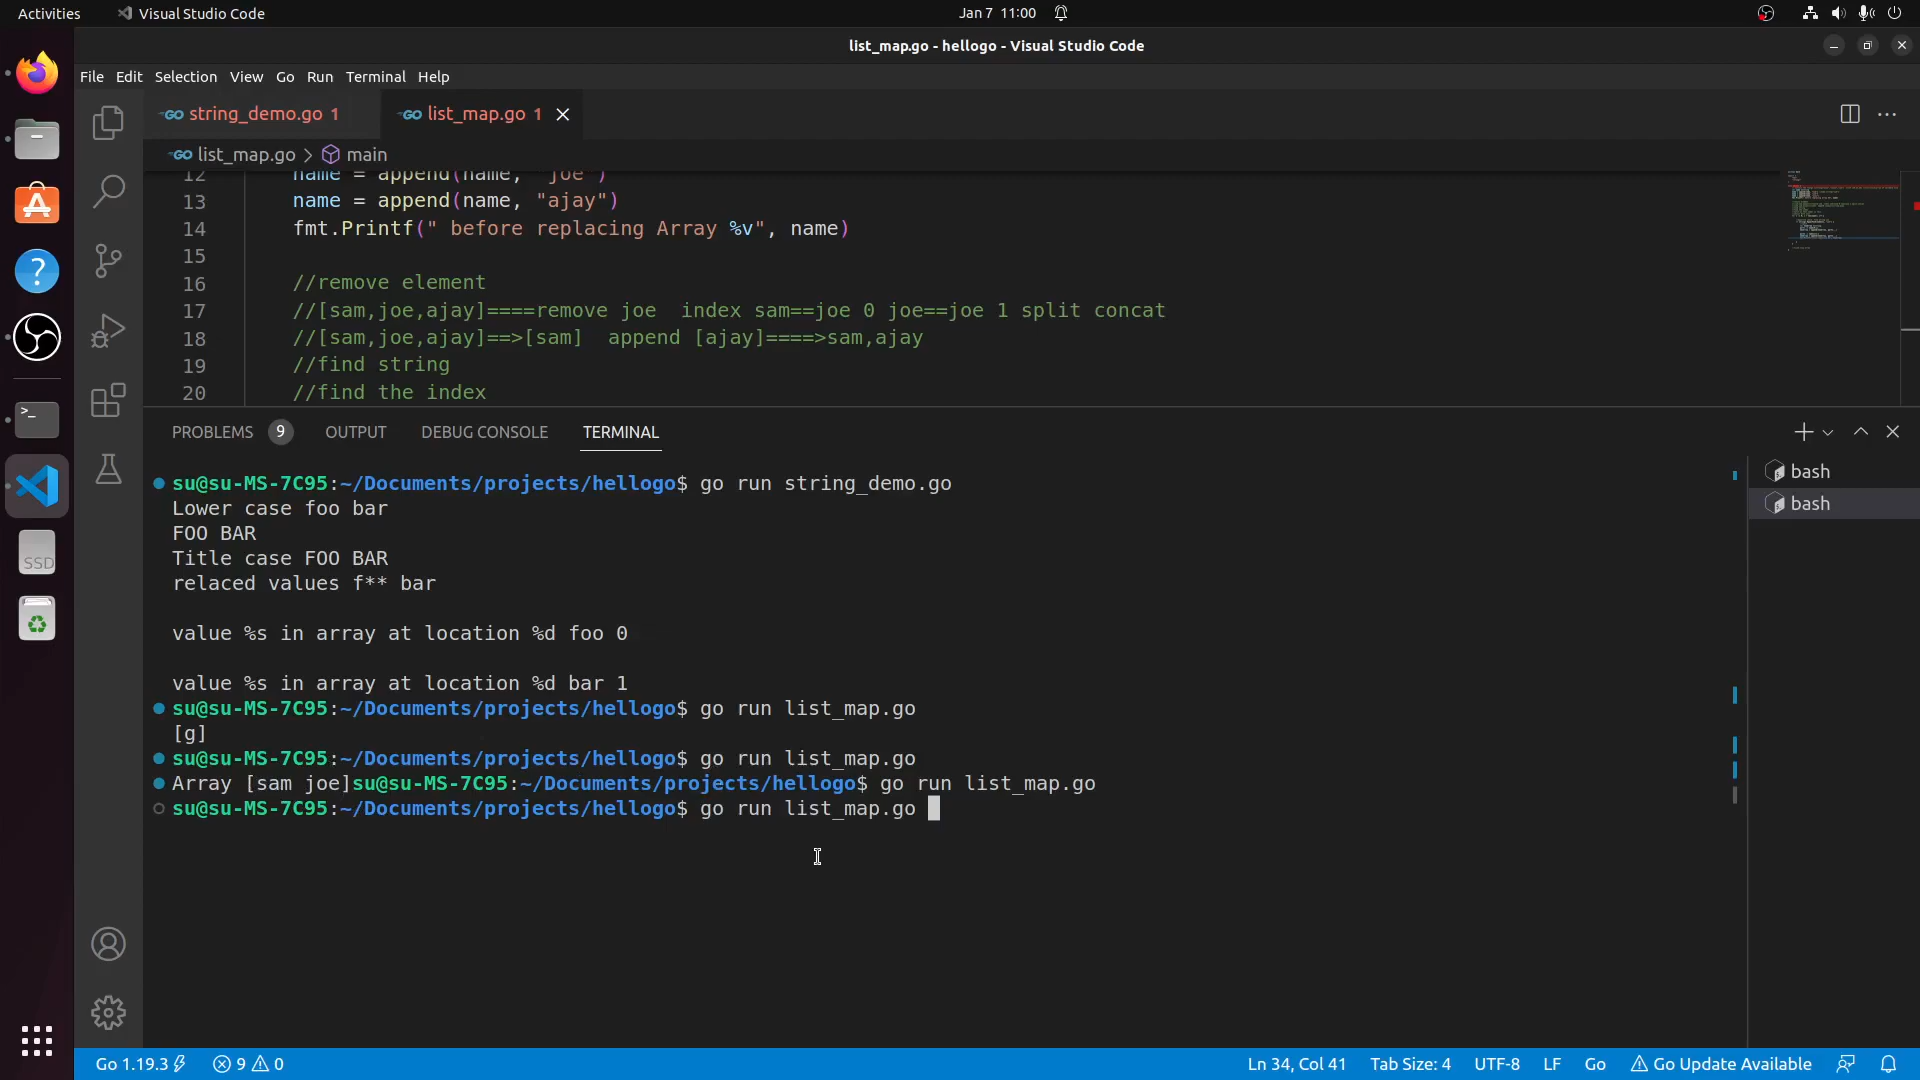 Activities
Visual Studio Code
Jan 7 11:00
list_map.go - hellogo - Visual Studio Code
File Edit Selection View Go Run Terminal Help
GO string_demo.go 1
GO list_map.go 1
GO list_map.go > main
12 name = append(name, "joe")
13 name = append(name, "ajay")
14 fmt.Printf(" before replacing Array %v", name)
15
16 //remove element
17 //[sam,joe,ajay]====remove joe  index sam==joe 0 joe==joe 1 split concat
18 //[sam,joe,ajay]==>[sam]  append [ajay]====>sam,ajay
19 //find string
20 //find the index
PROBLEMS 9 OUTPUT DEBUG CONSOLE TERMINAL
su@su-MS-7C95:~/Documents/projects/hellogo$ go run string_demo.go
Lower case foo bar
FOO BAR
Title case FOO BAR
relaced values f** bar
value %s in array at location %d foo 0
value %s in array at location %d bar 1
su@su-MS-7C95:~/Documents/projects/hellogo$ go run list_map.go
[g]
su@su-MS-7C95:~/Documents/projects/hellogo$ go run list_map.go
Array [sam joe]su@su-MS-7C95:~/Documents/projects/hellogo$ go run list_map.go
su@su-MS-7C95:~/Documents/projects/hellogo$ go run list_map.go
bash
bash
SSD
Go 1.19.3
9 0
Ln 34, Col 41
Tab Size: 4
UTF-8
LF
Go
Go Update Available